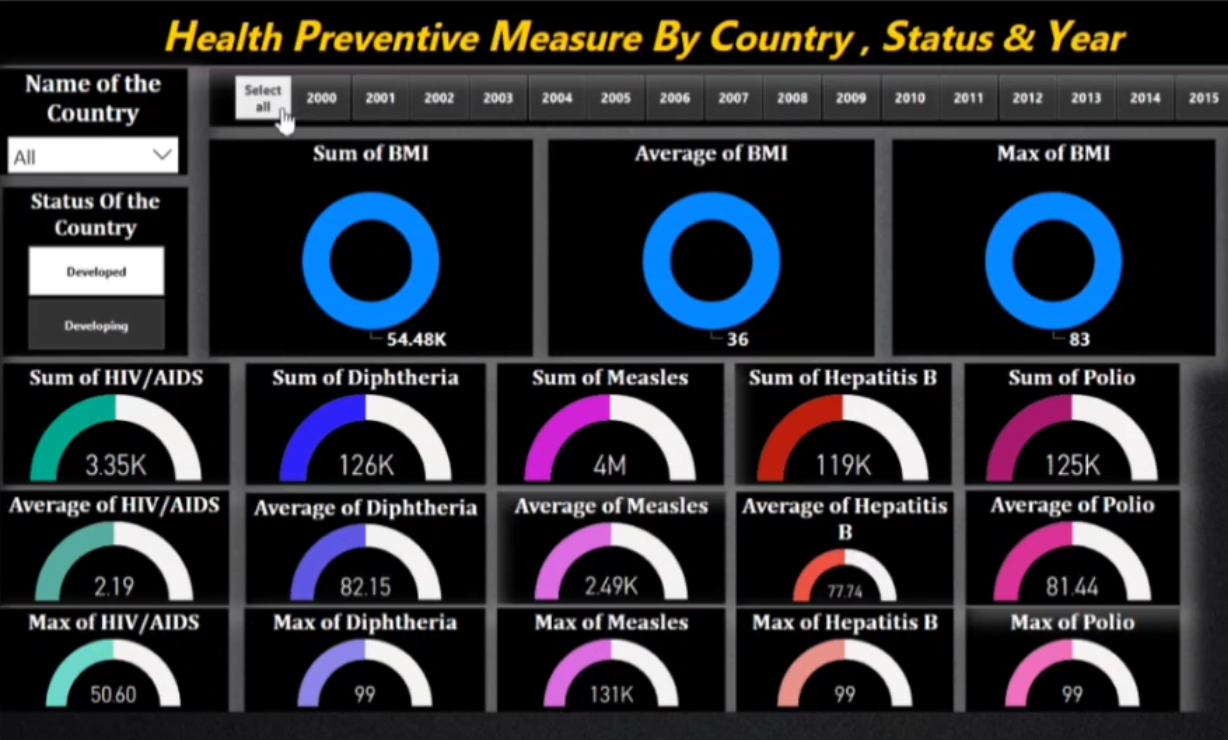 Health Preventive Measure By Country , Status & Year
Name of the
Country
All
Select
all
2000
2001
2002
2003
2004
2005
2006
2007
2008
2009
2010
2011
2012
2013
2014
2015
Status Of the
Country
Developed
Developing
Sum of BMI
54.48K
Average of BMI
36
Max of BMI
83
Sum of HIV/AIDS
3.35K
Sum of Diphtheria
126K
Sum of Measles
4M
Sum of Hepatitis B
119K
Sum of Polio
125K
Average of HIV/AIDS
2.19
Average of Diphtheria
82.15
Average of Measles
2.49K
Average of Hepatitis
B
77.74
Average of Polio
81.44
Max of HIV/AIDS
50.60
Max of Diphtheria
99
Max of Measles
131K
Max of Hepatitis B
99
Max of Polio
99